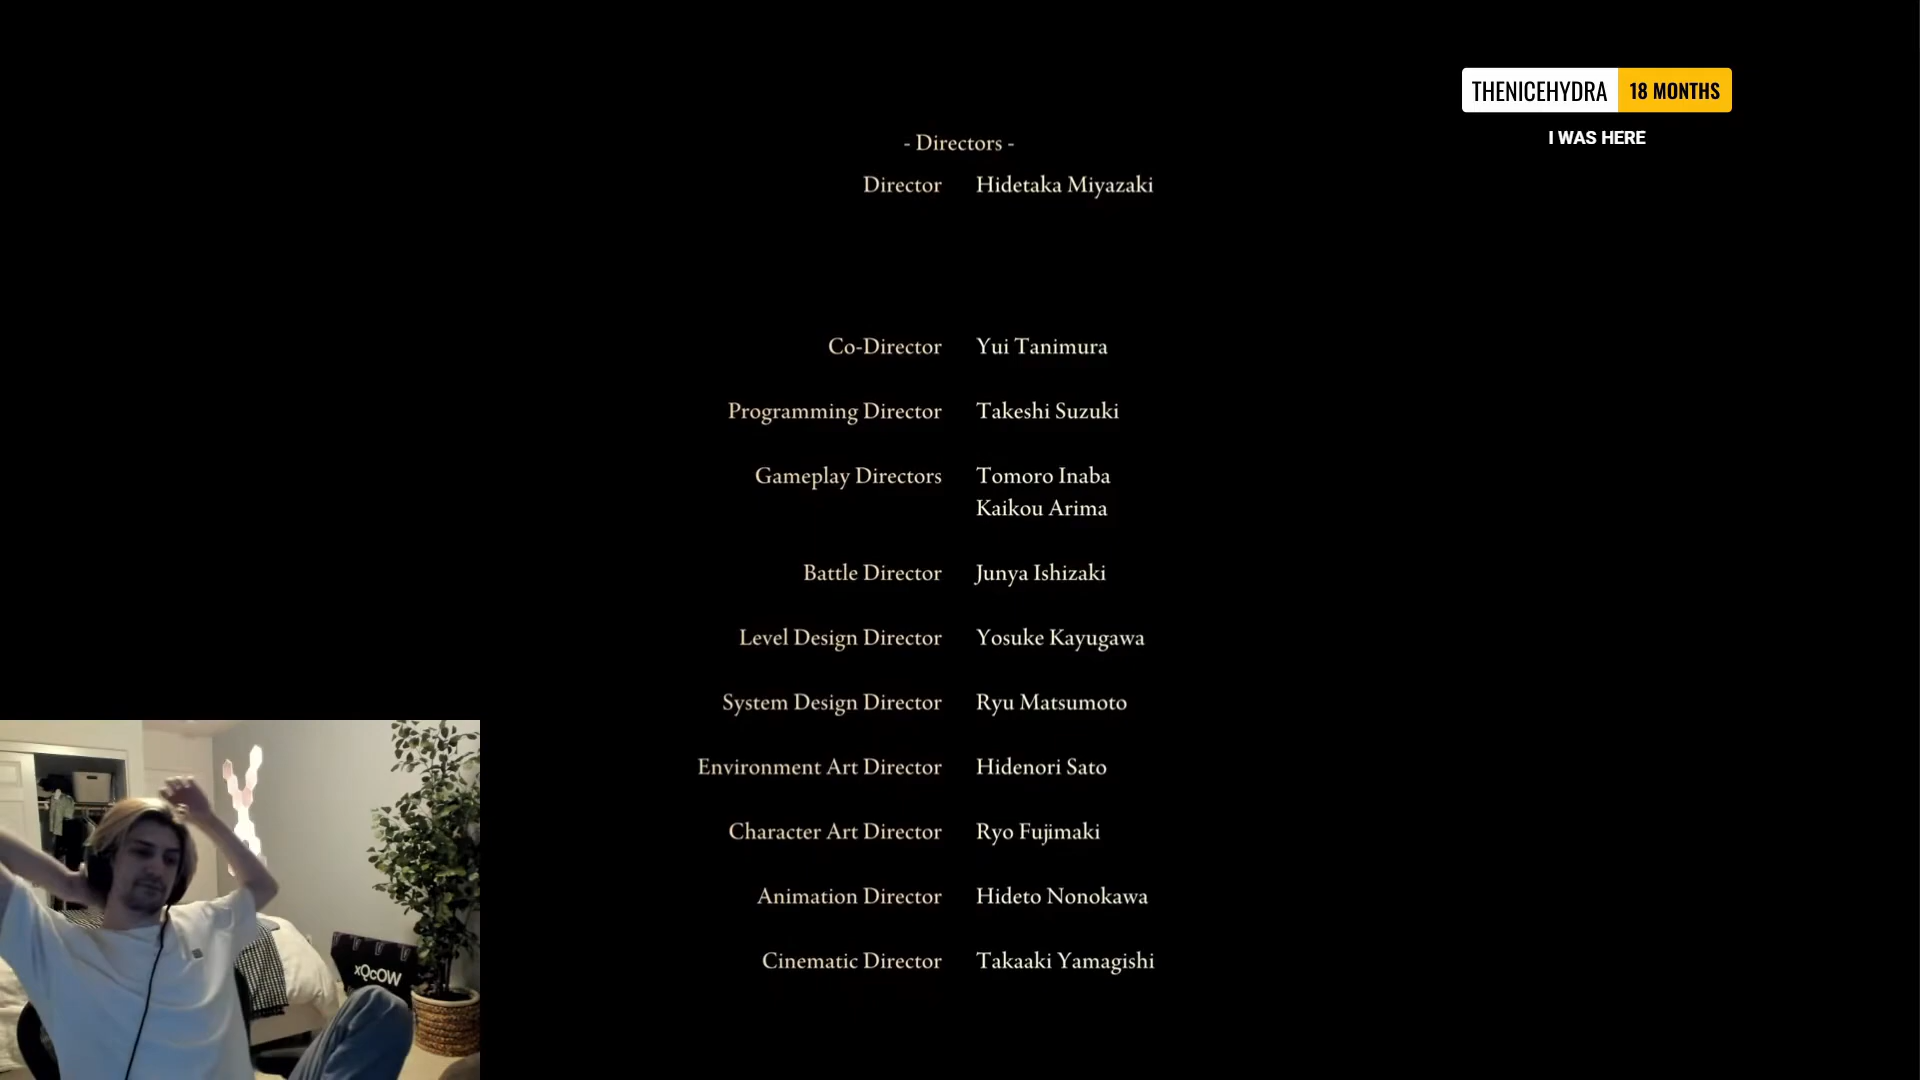 THENICEHYDRA 18 MONTHS
I WAS HERE
- Directors -
Director Hidetaka Miyazaki
Co-Director Yui Tanimura
Programming Director Takeshi Suzuki
Gameplay Directors Tomoro Inaba
Kaikou Arima
Battle Director Junya Ishizaki
Level Design Director Yosuke Kayugawa
System Design Director Ryu Matsumoto
Environment Art Director Hidenori Sato
Character Art Director Ryo Fujimaki
Animation Director Hideto Nonokawa
Cinematic Director Takaaki Yamagishi
xQcOW